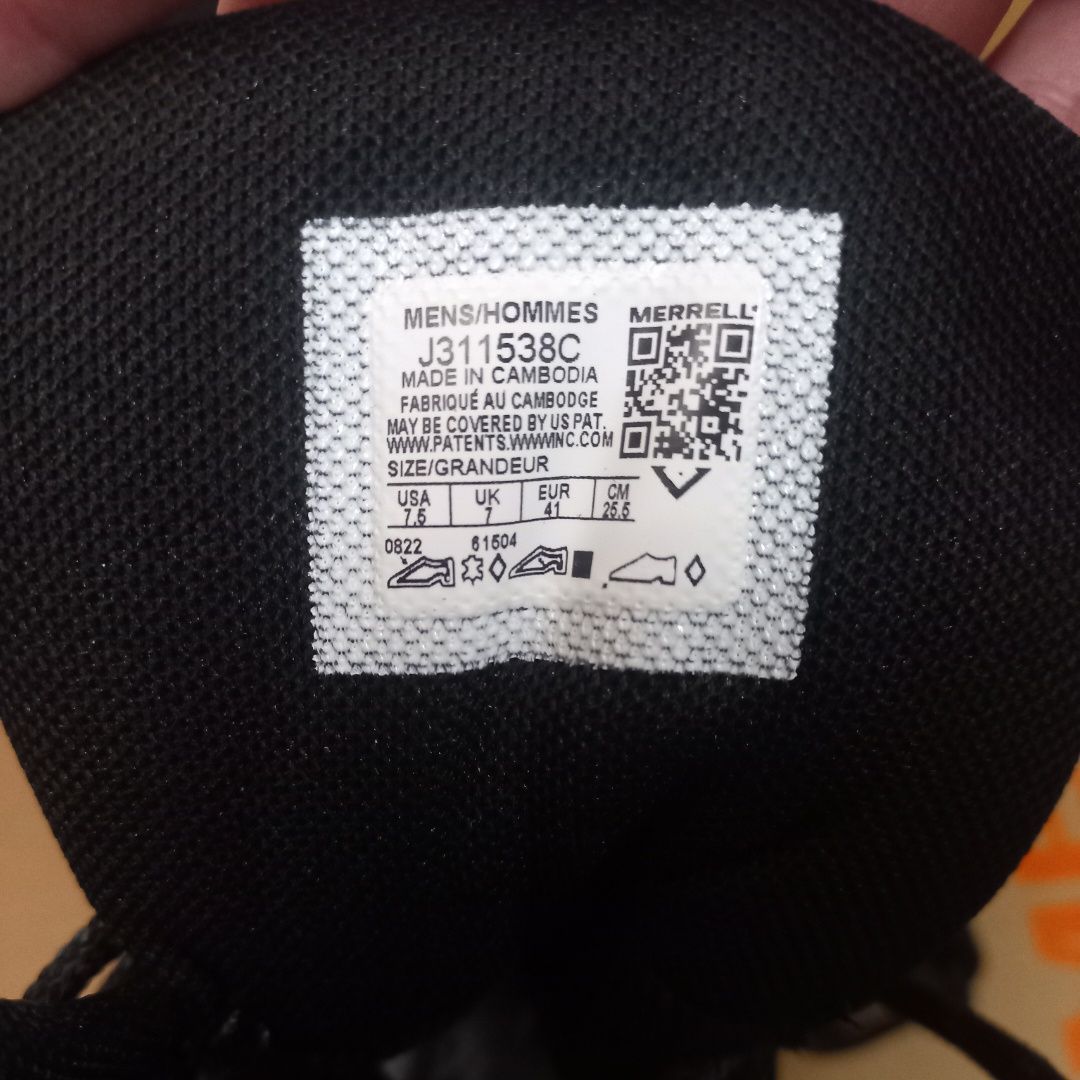 MENS/HOMMES
J311538C
MADE IN CAMBODIA
FABRIQUÉ AU CAMBODGE
MAY BE COVERED BY US PAT.
WWW.PATENTS.WWWINC.COM
MERRELL
SIZE/GRANDEUR
USA UK EUR CM
7.5 7 41 25.5
0822 61504